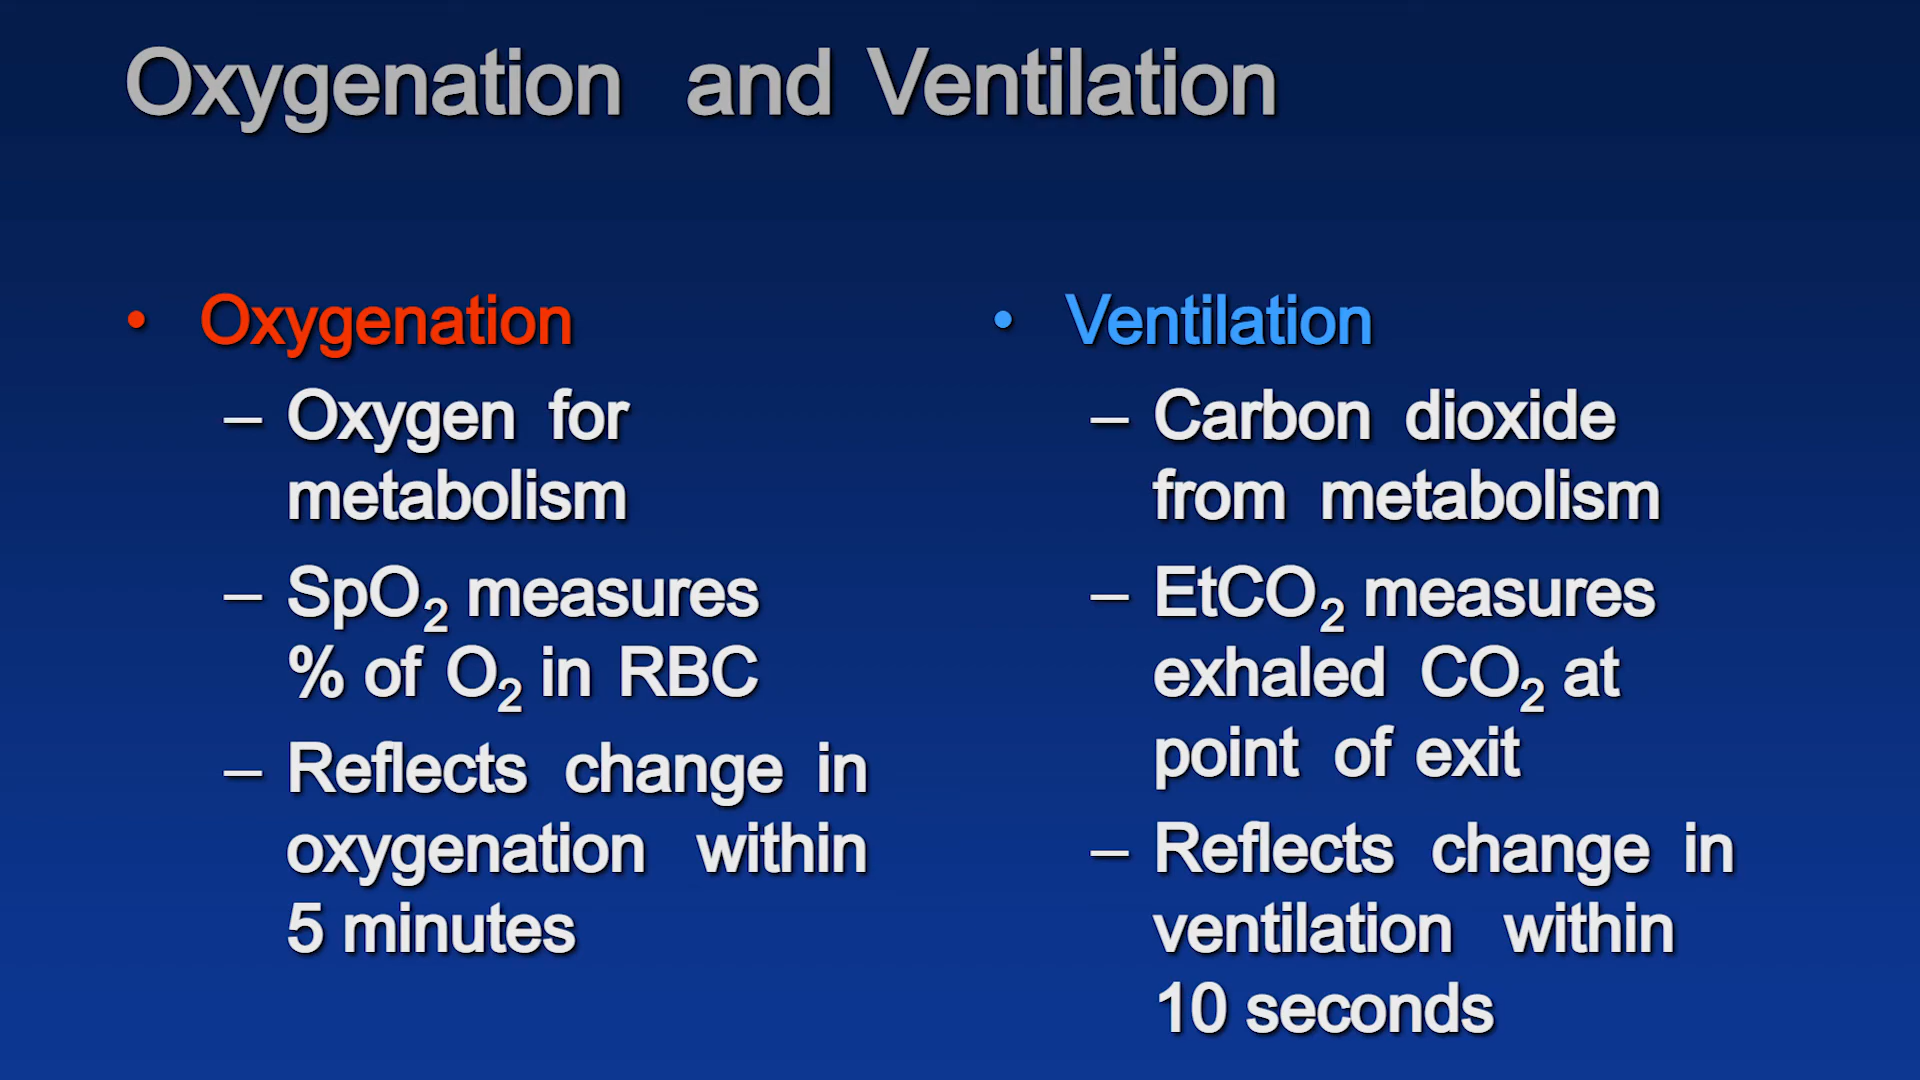 Oxygenation and Ventilation
• Oxygenation
– Oxygen for
metabolism
– SpO₂ measures
% of O₂ in RBC
– Reflects change in
oxygenation within
5 minutes
• Ventilation
– Carbon dioxide
from metabolism
– EtCO₂ measures
exhaled CO₂ at
point of exit
– Reflects change in
ventilation within
10 seconds